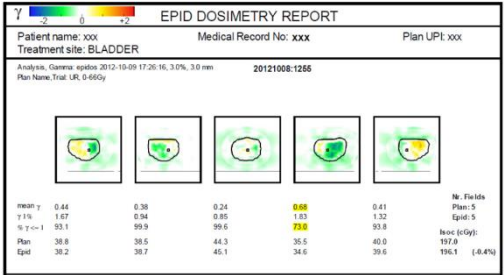 γ -2 0 +2 EPID DOSIMETRY REPORT
Patient name: xxx Medical Record No: xxx Plan UPI: xxx
Treatment site: BLADDER
Analysis, Gamma: epidos 2012-10-09 17:26:16, 3.0%, 3.0 mm 20121008:1255
Plan Name,Trial: UR, 0-66Gy
Nr. Fields
mean γ 0.44 0.38 0.24 0.68 0.41 Plan: 5
γ 1% 1.67 0.94 0.85 1.83 1.32 Epid: 5
% γ <= 1 93.1 99.9 99.6 73.0 93.8
Isoc (cGy):
Plan 38.8 38.5 44.3 35.5 40.0 197.0
Epid 38.2 38.7 45.1 34.6 39.6 196.1 (-0.4%)